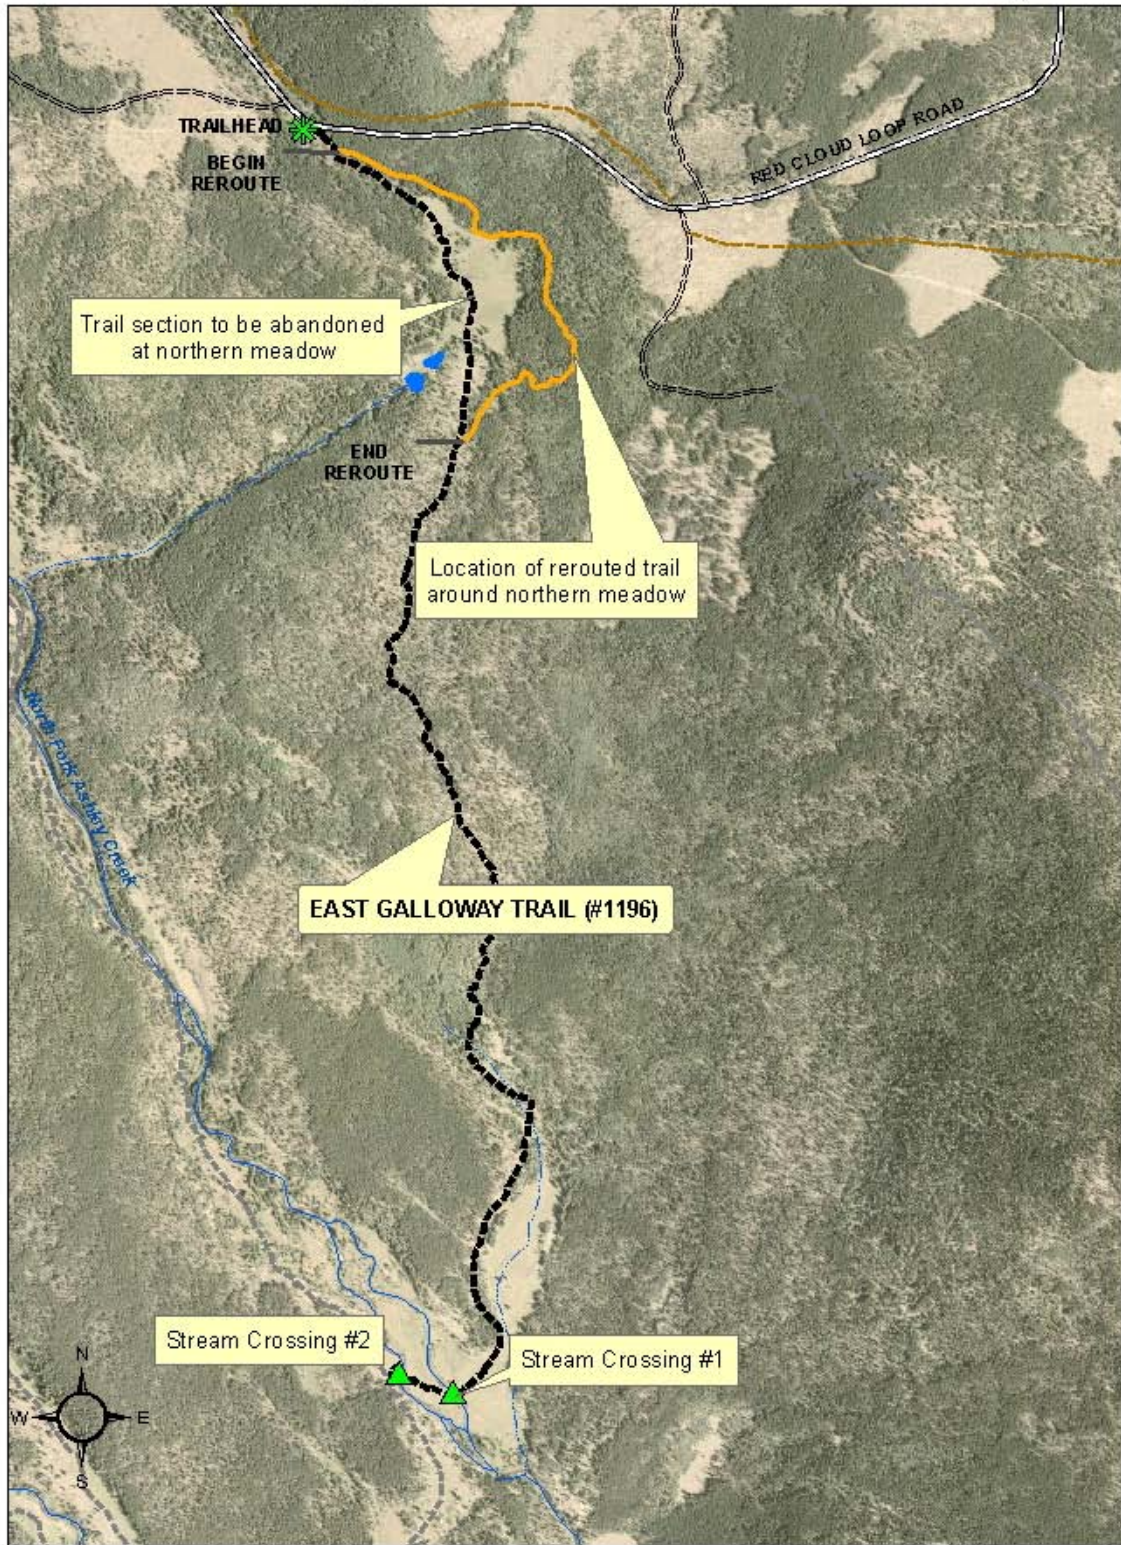 RED CLOUD LOOP ROAD
TRAILHEAD
BEGIN
REROUTE
Trail section to be abandoned
at northern meadow
END
REROUTE
Location of rerouted trail
around northern meadow
North Fork Ashley Creek
EAST GALLOWAY TRAIL (#1196)
Stream Crossing #2
Stream Crossing #1
N
W
E
S